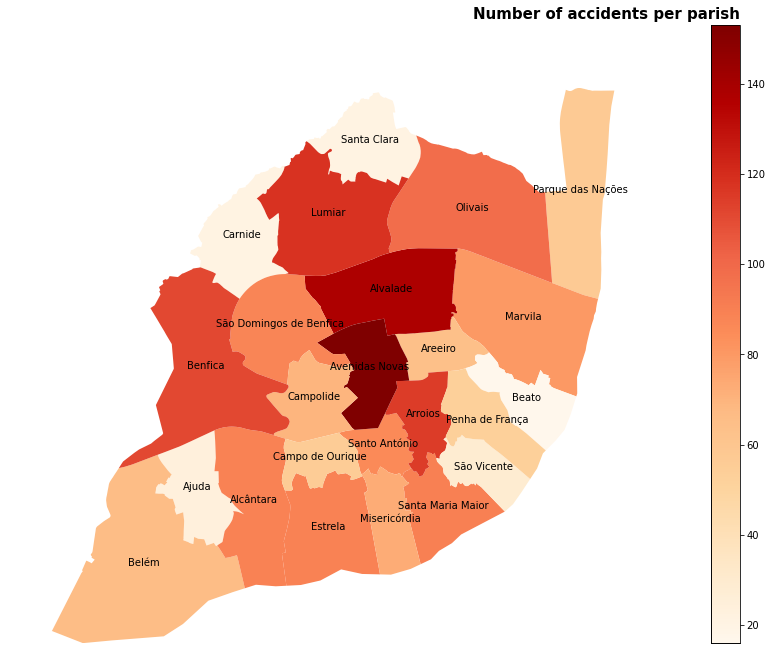 Number of accidents per parish
140
120
100
80
60
40
20
Santa Clara
Parque das Nações
Lumiar
Olivais
Carnide
Alvalade
Marvila
São Domingos de Benfica
Areeiro
Benfica
Avenidas Novas
Campolide
Beato
Arroios
Penha de França
Santo António
Campo de Ourique
São Vicente
Ajuda
Alcântara
Santa Maria Maior
Misericórdia
Estrela
Belém